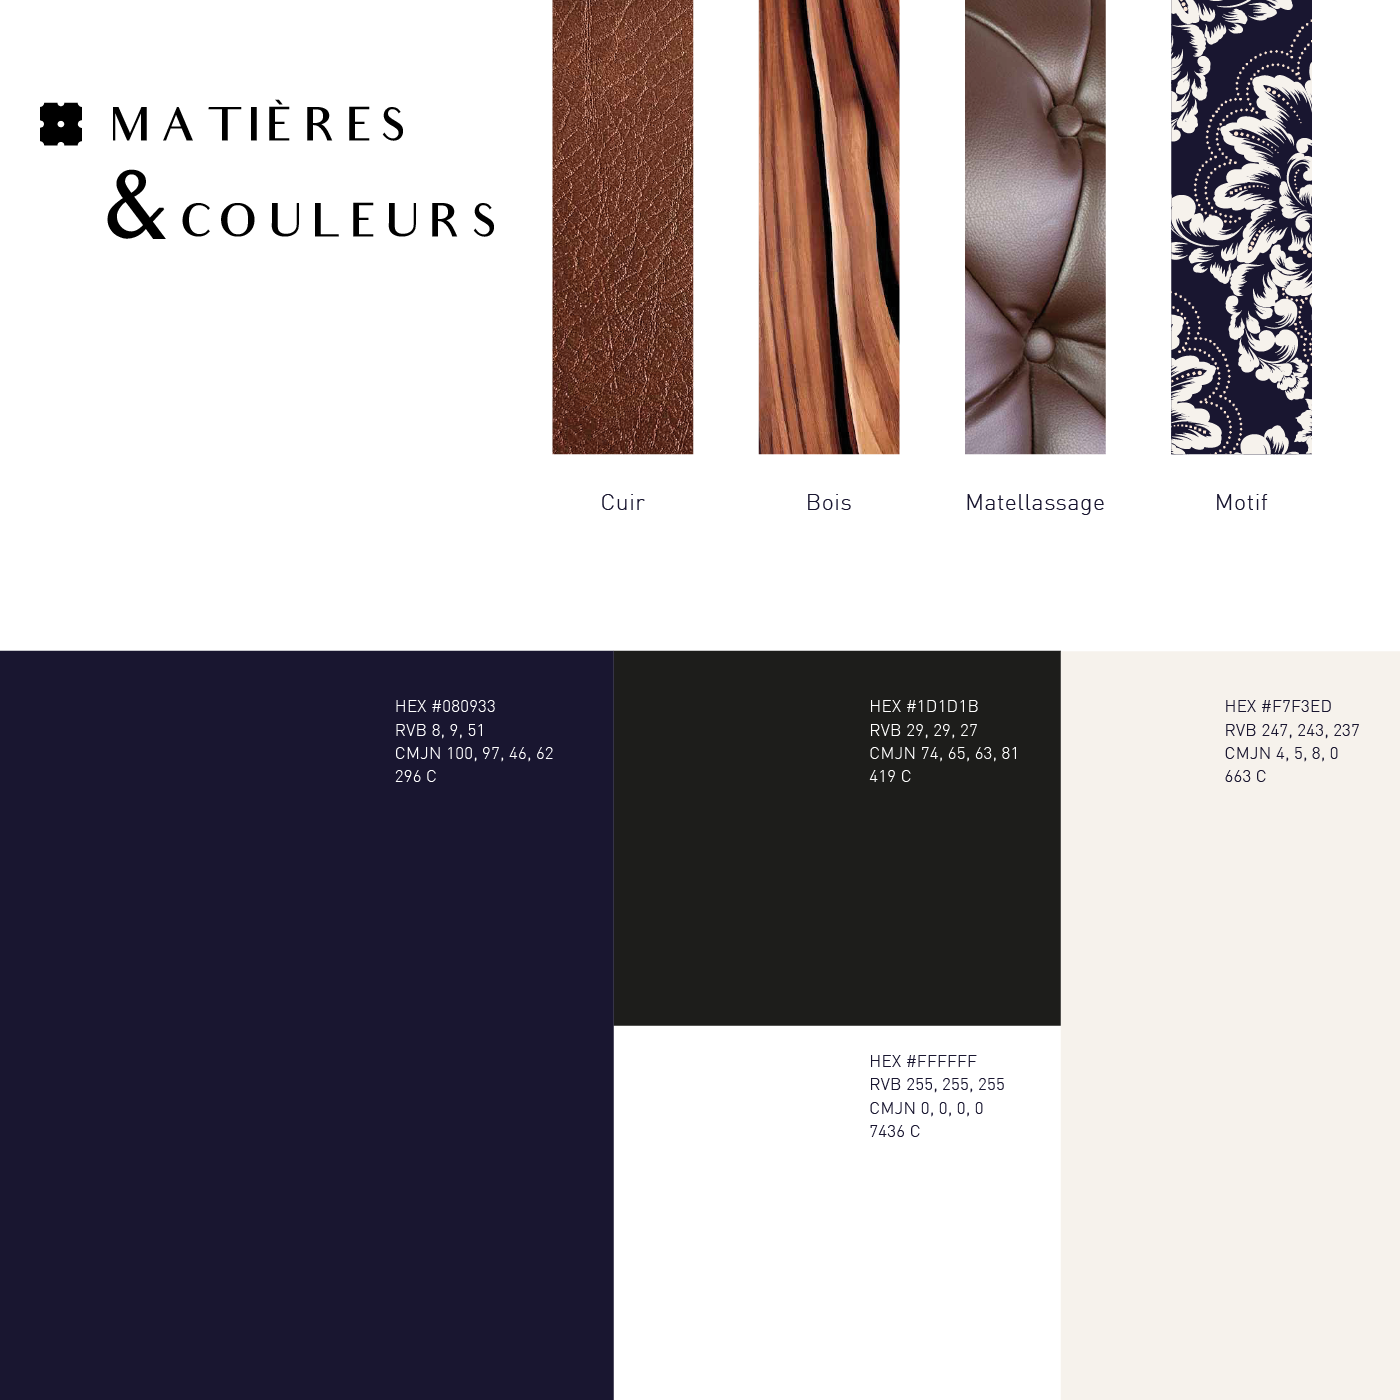 MATIÈRES
&COULEURS
Cuir
Bois
Matellassage
Motif
HEX #080933
RVB 8, 9, 51
CMJN 100, 97, 46, 62
296 C
HEX #1D1D1B
RVB 29, 29, 27
CMJN 74, 65, 63, 81
419 C
HEX #F7F3ED
RVB 247, 243, 237
CMJN 4, 5, 8, 0
663 C
HEX #FFFFFF
RVB 255, 255, 255
CMJN 0, 0, 0, 0
7436 C